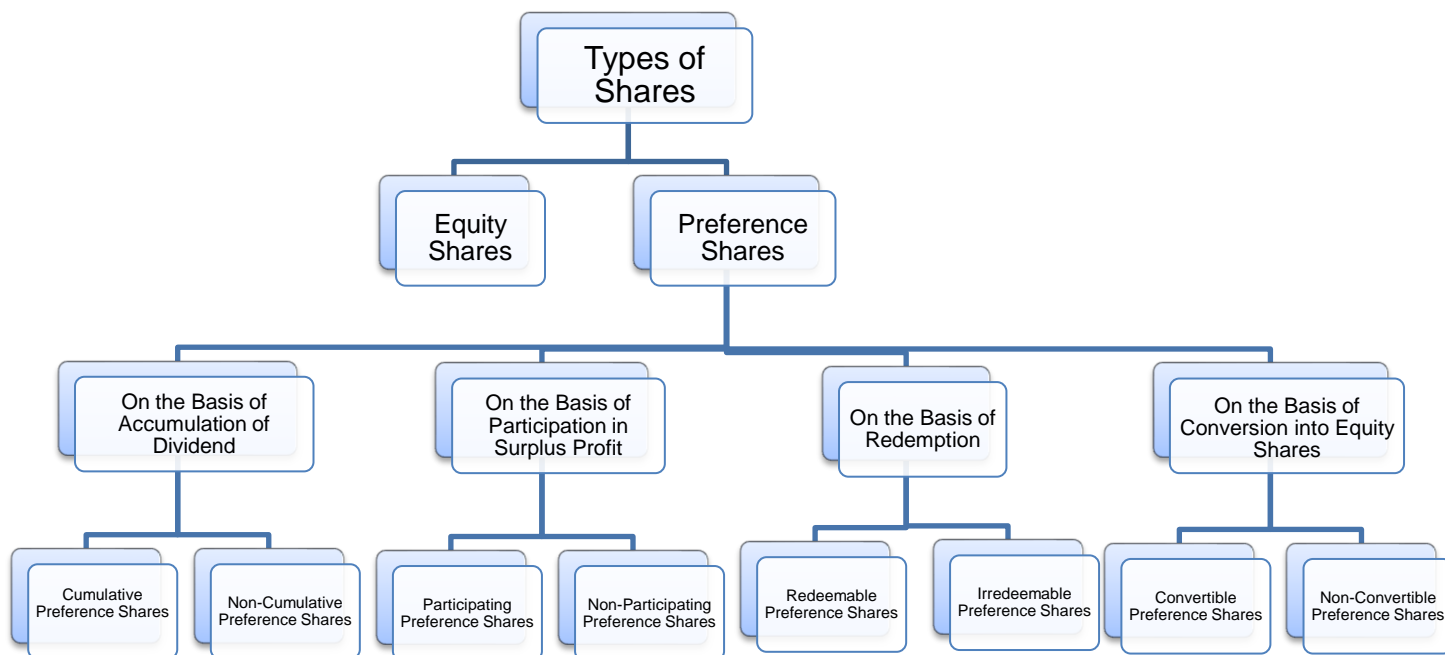 Types of
Shares
Equity
Shares
Preference
Shares
On the Basis of
Accumulation of
Dividend
On the Basis of
Participation in
Surplus Profit
On the Basis of
Redemption
On the Basis of
Conversion into Equity
Shares
Cumulative
Preference Shares
Non-Cumulative
Preference Shares
Participating
Preference Shares
Non-Participating
Preference Shares
Redeemable
Preference Shares
Irredeemable
Preference Shares
Convertible
Preference Shares
Non-Convertible
Preference Shares